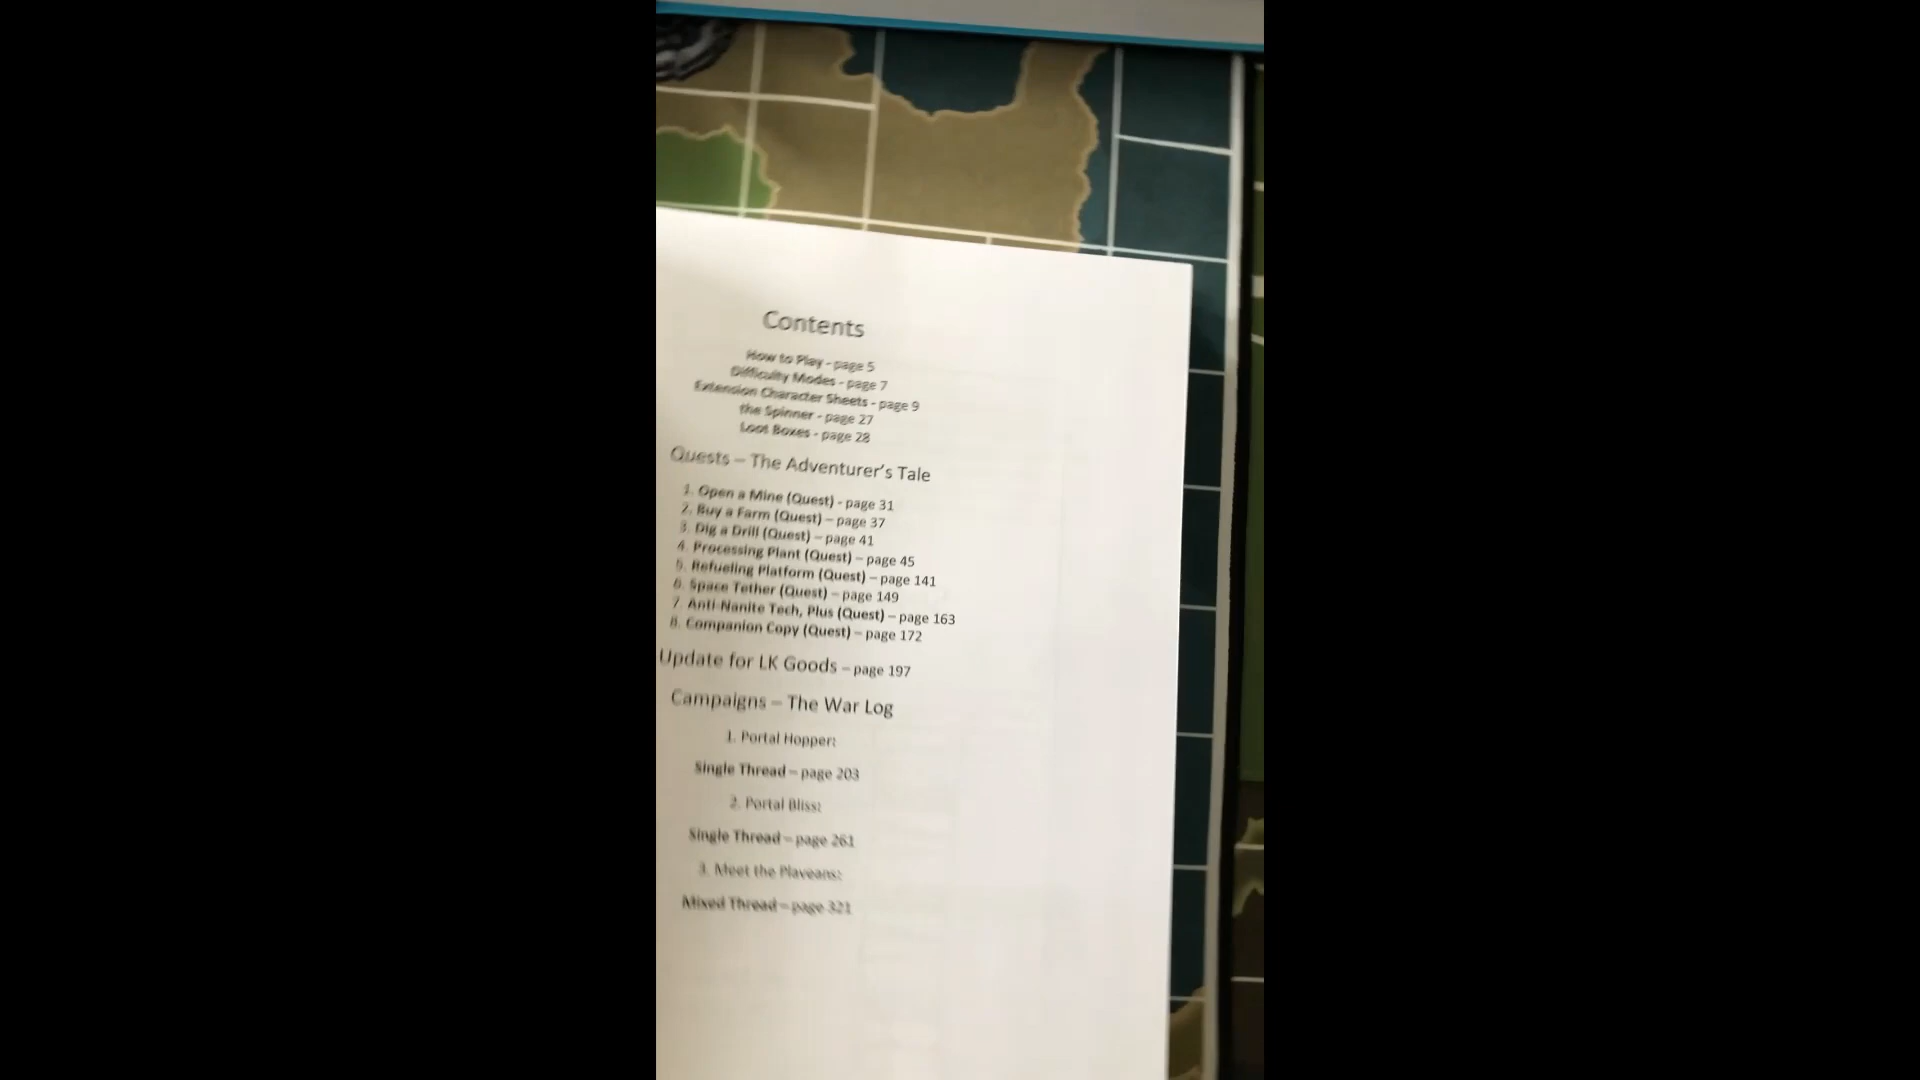 Contents
How to Play - page 5
Difficulty Modes - page 7
Extension Character Sheets - page 9
the Spinner - page 27
Loot Boxes - page 28
Quests – The Adventurer's Tale
1. Open a Mine (Quest) - page 31
2. Buy a Farm (Quest) – page 37
3. Dig a Drill (Quest) – page 41
4. Processing Plant (Quest) – page 45
5. Refueling Platform (Quest) – page 141
6. Space Tether (Quest) – page 149
7. Anti-Nanite Tech, Plus (Quest) – page 163
8. Companion Copy (Quest) – page 172
Update for LK Goods – page 197
Campaigns – The War Log
1. Portal Hopper:
Single Thread – page 203
2. Portal Bliss:
Single Thread – page 261
3. Meet the Plaveans:
Mixed Thread – page 321